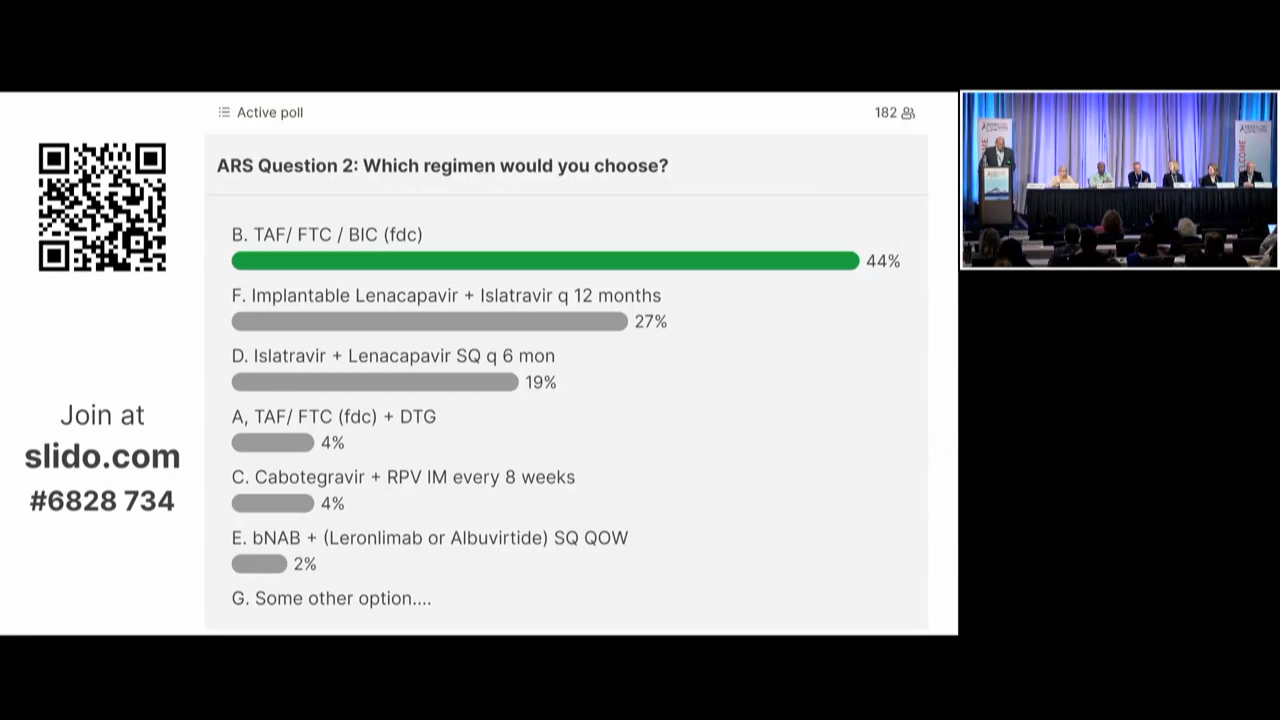 Active poll
182
ARS Question 2: Which regimen would you choose?
B. TAF/ FTC / BIC (fdc)
44%
F. Implantable Lenacapavir + Islatravir q 12 months
27%
D. Islatravir + Lenacapavir SQ q 6 mon
19%
A, TAF/ FTC (fdc) + DTG
4%
C. Cabotegravir + RPV IM every 8 weeks
4%
E. bNAB + (Leronlimab or Albuvirtide) SQ QOW
2%
G. Some other option....
Join at
slido.com
#6828 734